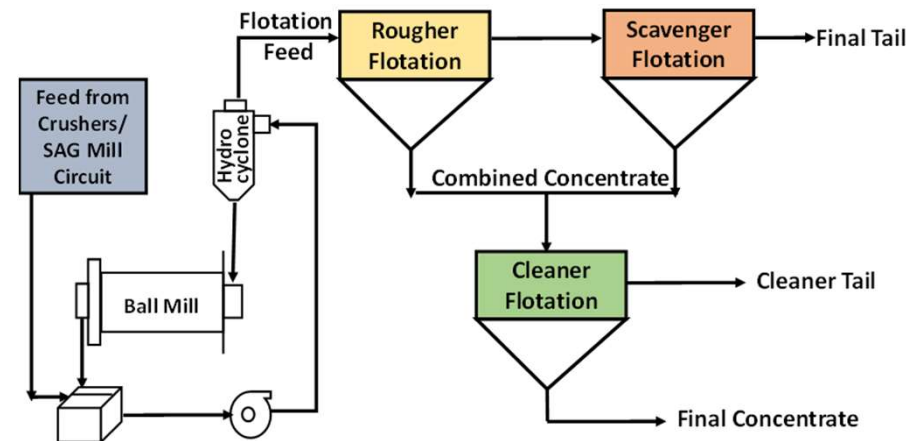 Flotation
Feed
Rougher
Flotation
Scavenger
Flotation
Final Tail
Feed from
Crushers/
SAG Mill
Circuit
Hydro
cyclone
Combined Concentrate
Ball Mill
Cleaner
Flotation
Cleaner Tail
Final Concentrate